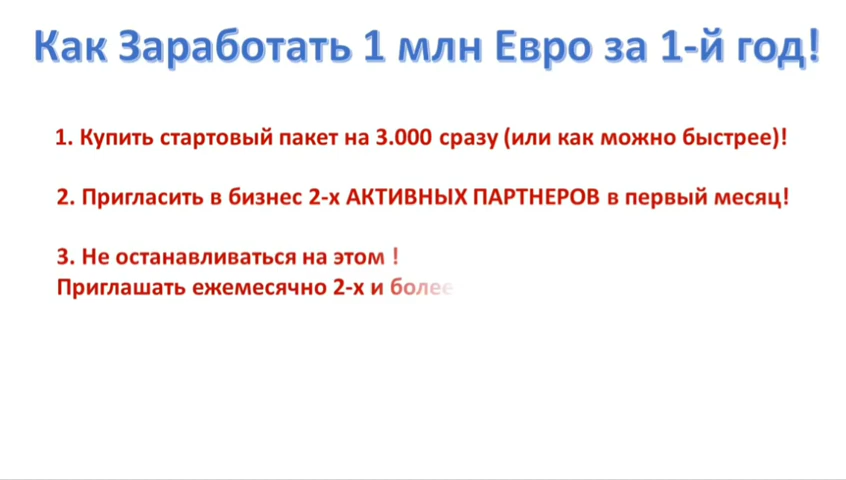 Как Заработать 1 млн Евро за 1-й год!
1. Купить стартовый пакет на 3.000 сразу (или как можно быстрее)!
2. Пригласить в бизнес 2-х АКТИВНЫХ ПАРТНЕРОВ в первый месяц!
3. Не останавливаться на этом !
Приглашать ежемесячно 2-х и более